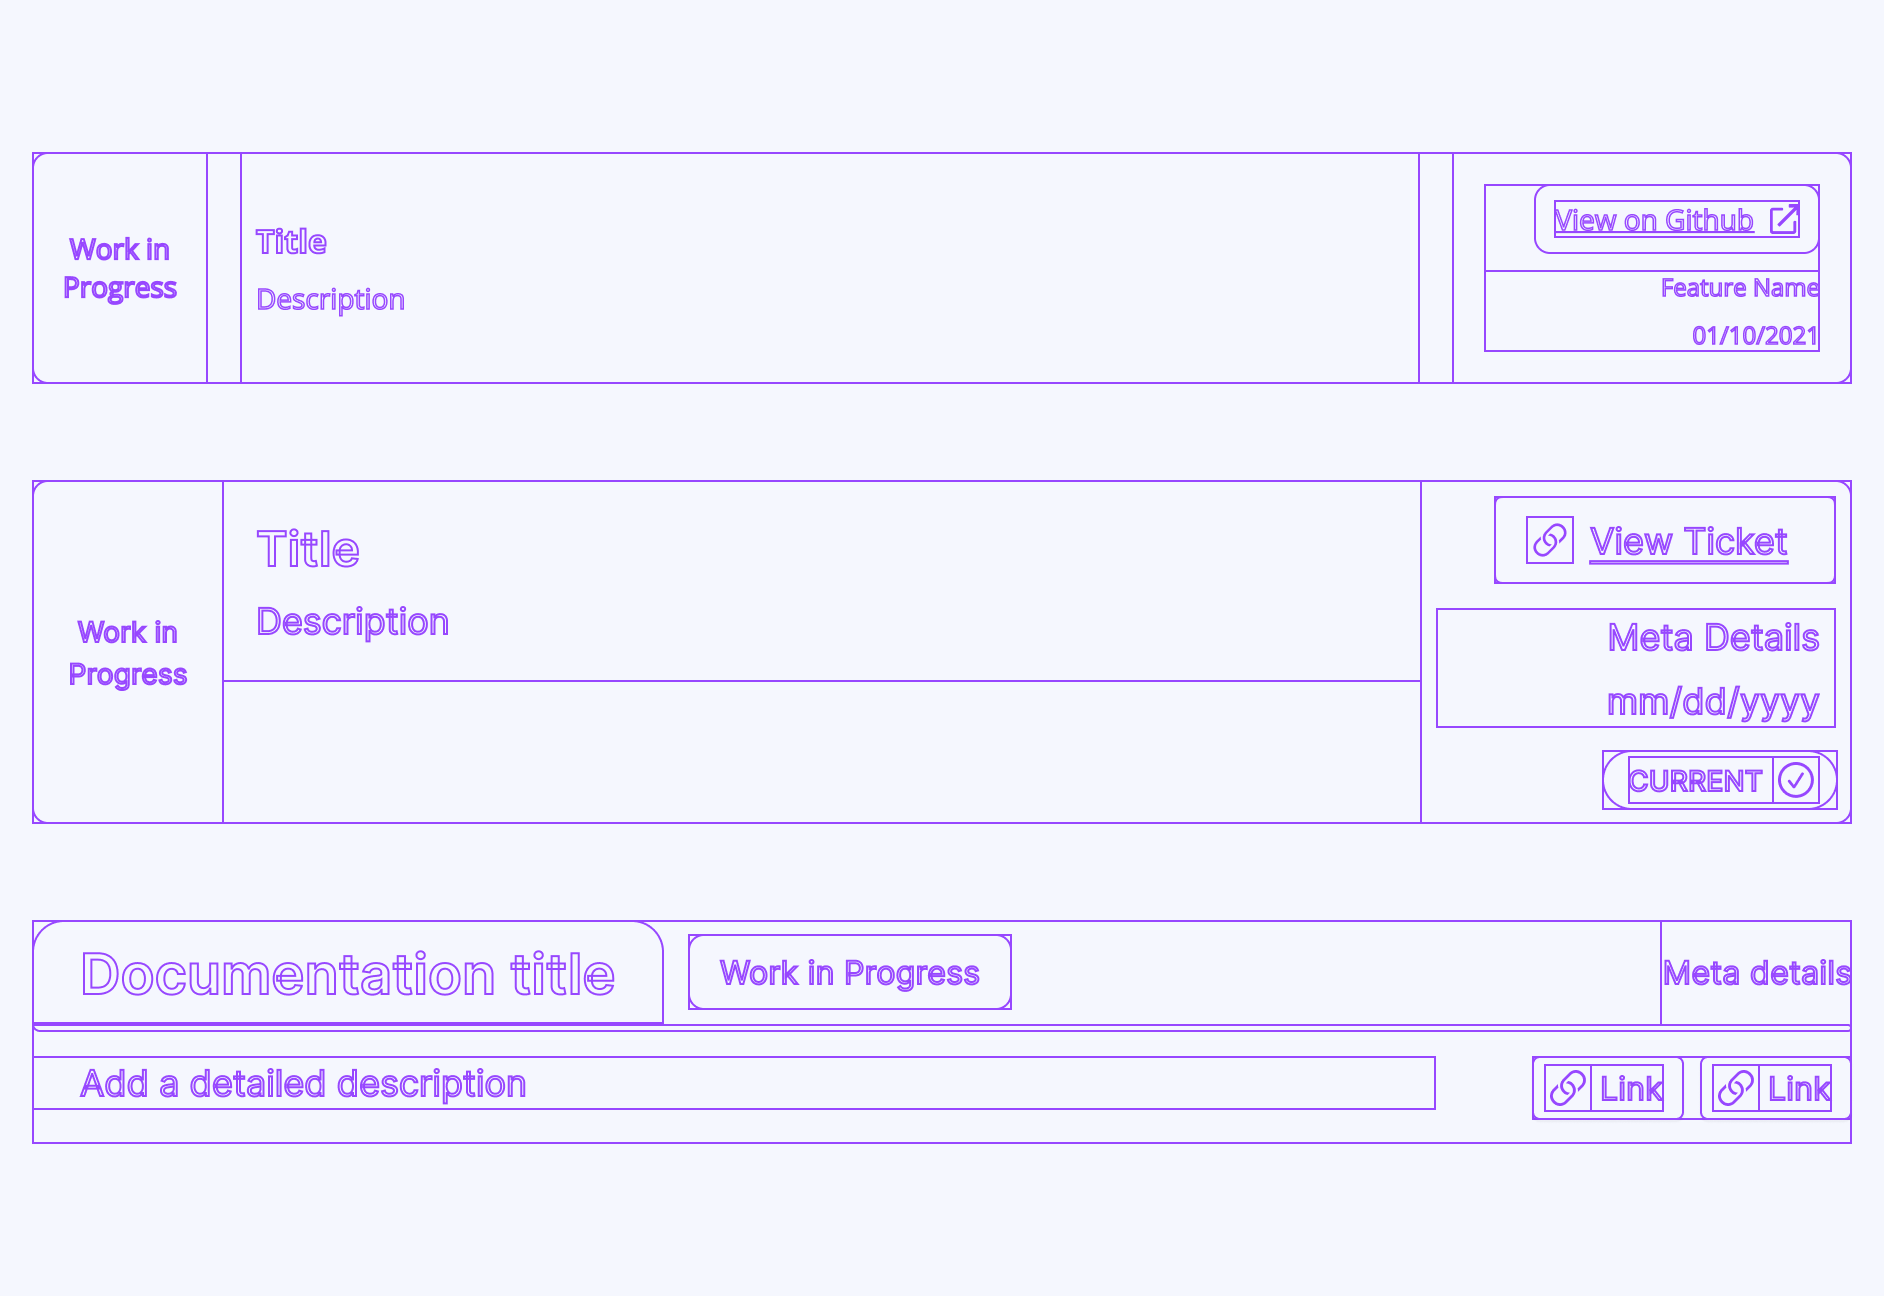 Work in
Progress
Title
Description
View on Github
Feature Name
01/10/2021
Work in
Progress
Title
Description
View Ticket
Meta Details
mm/dd/yyyy
CURRENT
Documentation title
Work in Progress
Meta details
Add a detailed description
Link
Link